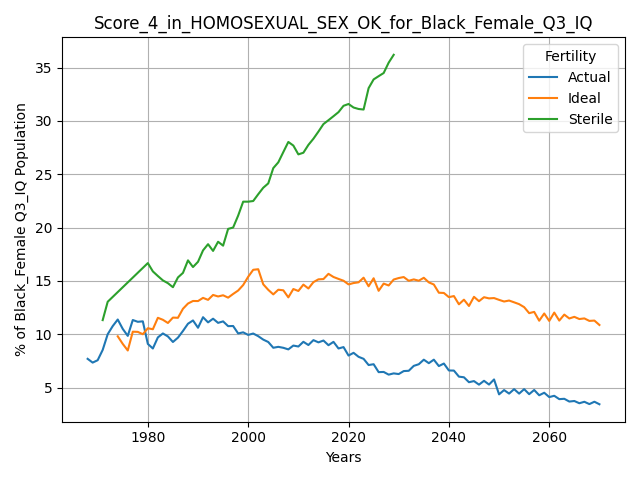 Score_4_in_HOMOSEXUAL_SEX_OK_for_Black_Female_Q3_IQ
Fertility
Actual
Ideal
Sterile
% of Black_Female Q3_IQ Population
35
30
25
20
15
10
5
1980
2000
2020
2040
2060
Years